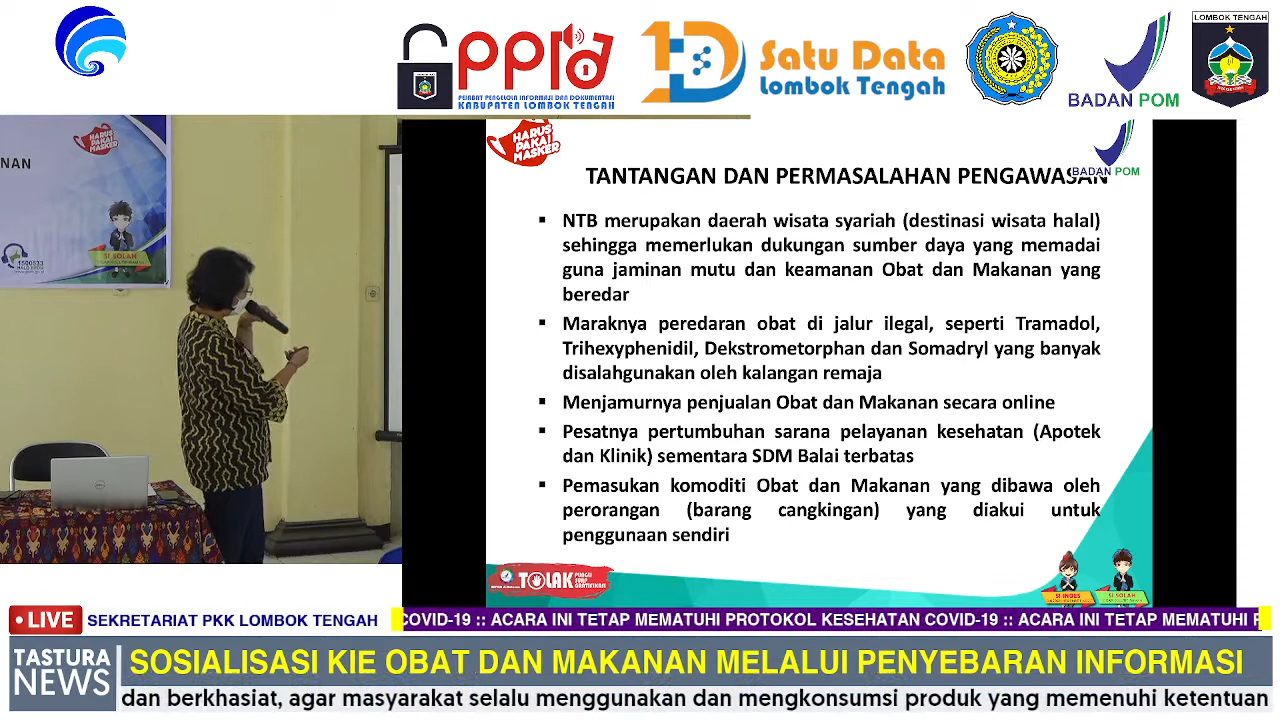 PPID
PEJABAT PENGELOLA INFORMASI DAN DOKUMENTASI
KABUPATEN LOMBOK TENGAH
Satu Data
Lombok Tengah
BADAN POM
LOMBOK TENGAH
NAN
HARUS
PAKAI
MASKER
SI SOLAH
1500533
HALO BPOM
HARUS
PAKAI
MASKER
BADAN POM
TANTANGAN DAN PERMASALAHAN PENGAWASAN
▪ NTB merupakan daerah wisata syariah (destinasi wisata halal)
sehingga memerlukan dukungan sumber daya yang memadai
guna jaminan mutu dan keamanan Obat dan Makanan yang
beredar
▪ Maraknya peredaran obat di jalur ilegal, seperti Tramadol,
Trihexyphenidil, Dekstrometorphan dan Somadryl yang banyak
disalahgunakan oleh kalangan remaja
▪ Menjamurnya penjualan Obat dan Makanan secara online
▪ Pesatnya pertumbuhan sarana pelayanan kesehatan (Apotek
dan Klinik) sementara SDM Balai terbatas
▪ Pemasukan komoditi Obat dan Makanan yang dibawa oleh
perorangan (barang cangkingan) yang diakui untuk
penggunaan sendiri
TOLAK
PUNGLI
SUAP
GRATIFIKASI
SI INGES
SI SOLAH
• LIVE
SEKRETARIAT PKK LOMBOK TENGAH
COVID-19 :: ACARA INI TETAP MEMATUHI PROTOKOL KESEHATAN COVID-19 :: ACARA INI TETAP MEMATUHI P
TASTURA
NEWS
SOSIALISASI KIE OBAT DAN MAKANAN MELALUI PENYEBARAN INFORMASI
dan berkhasiat, agar masyarakat selalu menggunakan dan mengkonsumsi produk yang memenuhi ketentuan